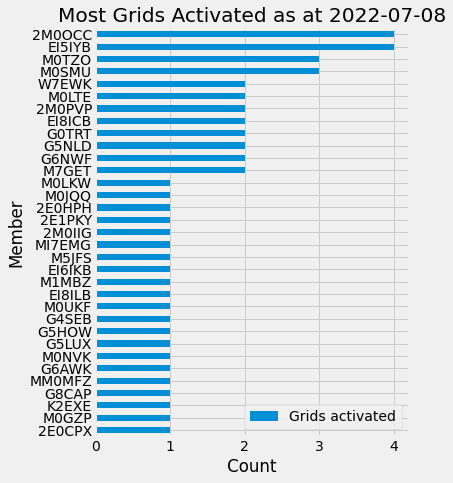 Most Grids Activated as at 2022-07-08
2M0OCC
EI5IYB
M0TZO
M0SMU
W7EWK
M0LTE
2M0PVP
EI8ICB
G0TRT
G5NLD
G6NWF
M7GET
M0LKW
M0JQQ
2E0HPH
2E1PKY
2M0IIG
MI7EMG
M5JFS
EI6IKB
M1MBZ
EI8ILB
M0UKF
G4SEB
G5HOW
G5LUX
M0NVK
G6AWK
MM0MFZ
G8CAP
K2EXE
M0GZP
2E0CPX
Member
Grids activated
0 1 2 3 4
Count